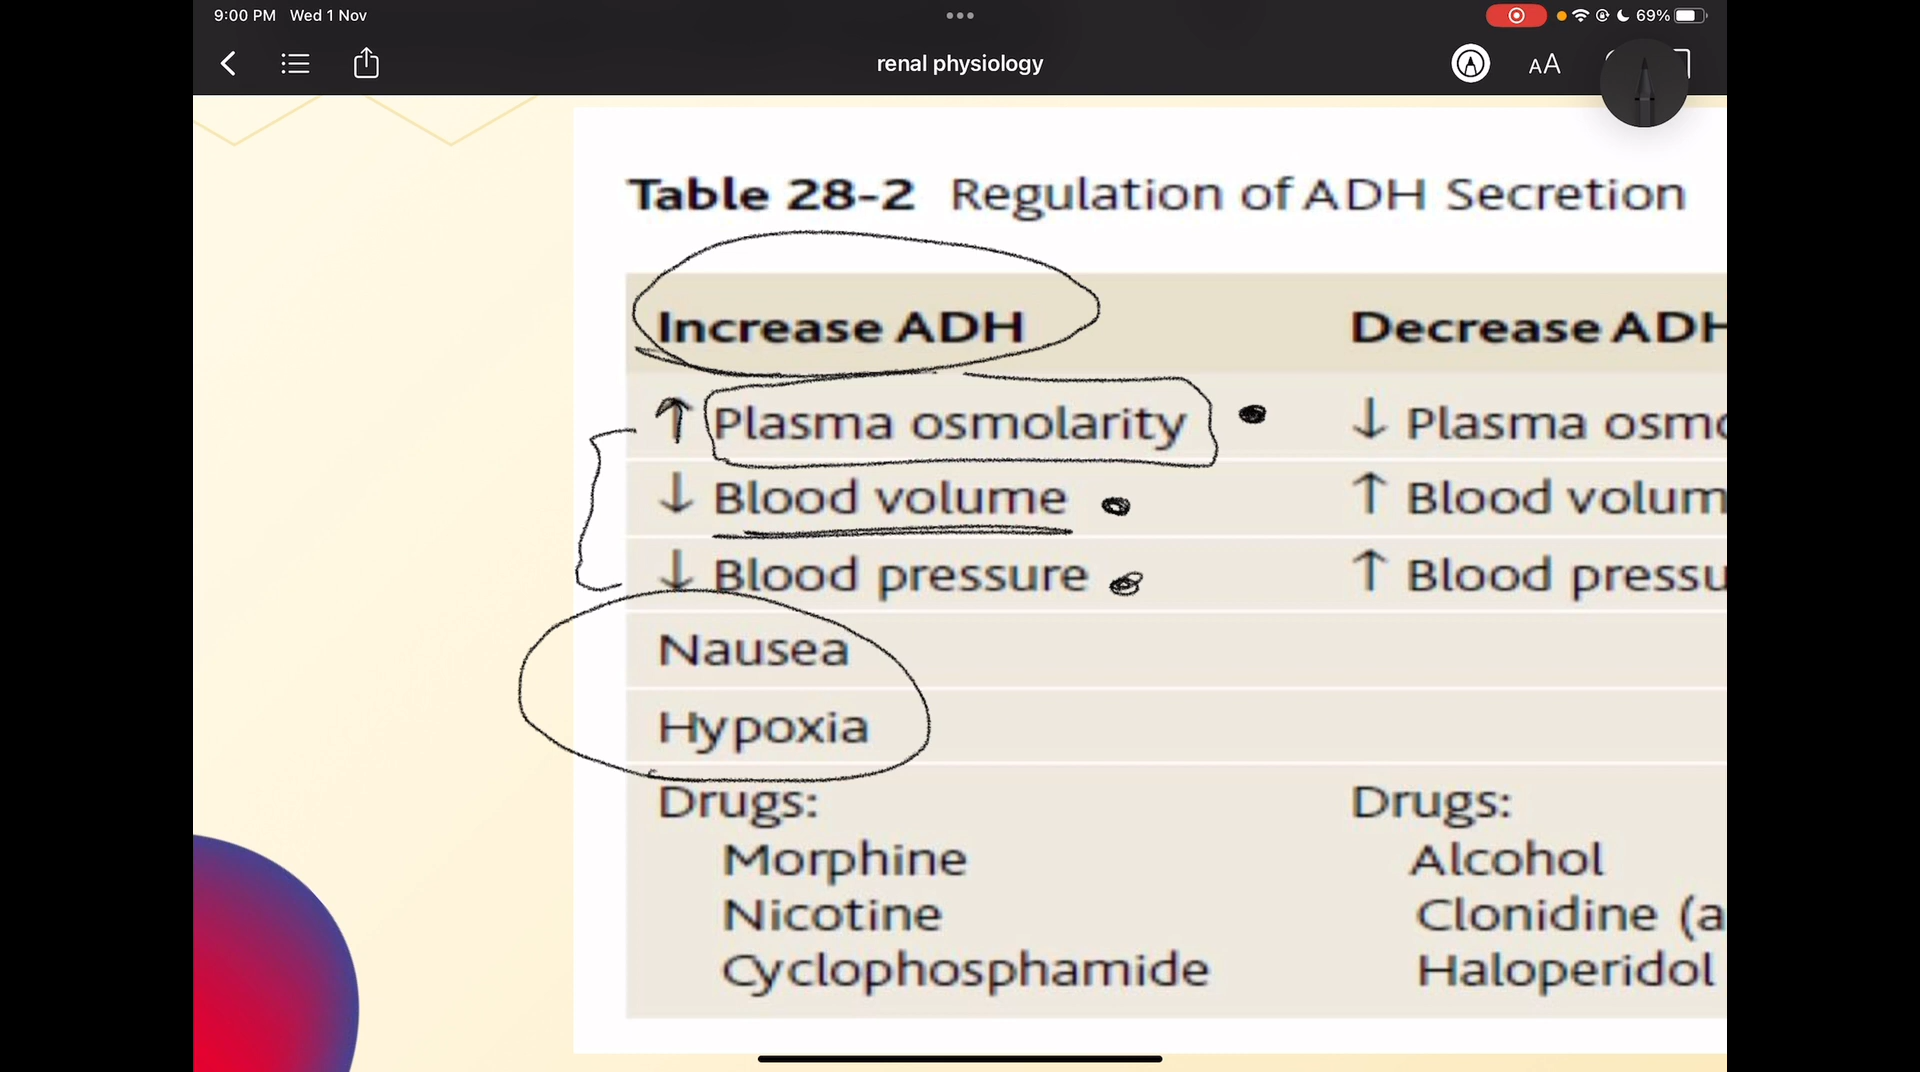 9:00 PM Wed 1 Nov
69%
renal physiology
AA
Table 28-2 Regulation of ADH Secretion
Increase ADH Decrease ADH
↑ Plasma osmolarity ↓ Plasma osmo
↓ Blood volume ↑ Blood volum
↓ Blood pressure ↑ Blood pressu
Nausea
Hypoxia
Drugs: Drugs:
Morphine Alcohol
Nicotine Clonidine (a
Cyclophosphamide Haloperidol